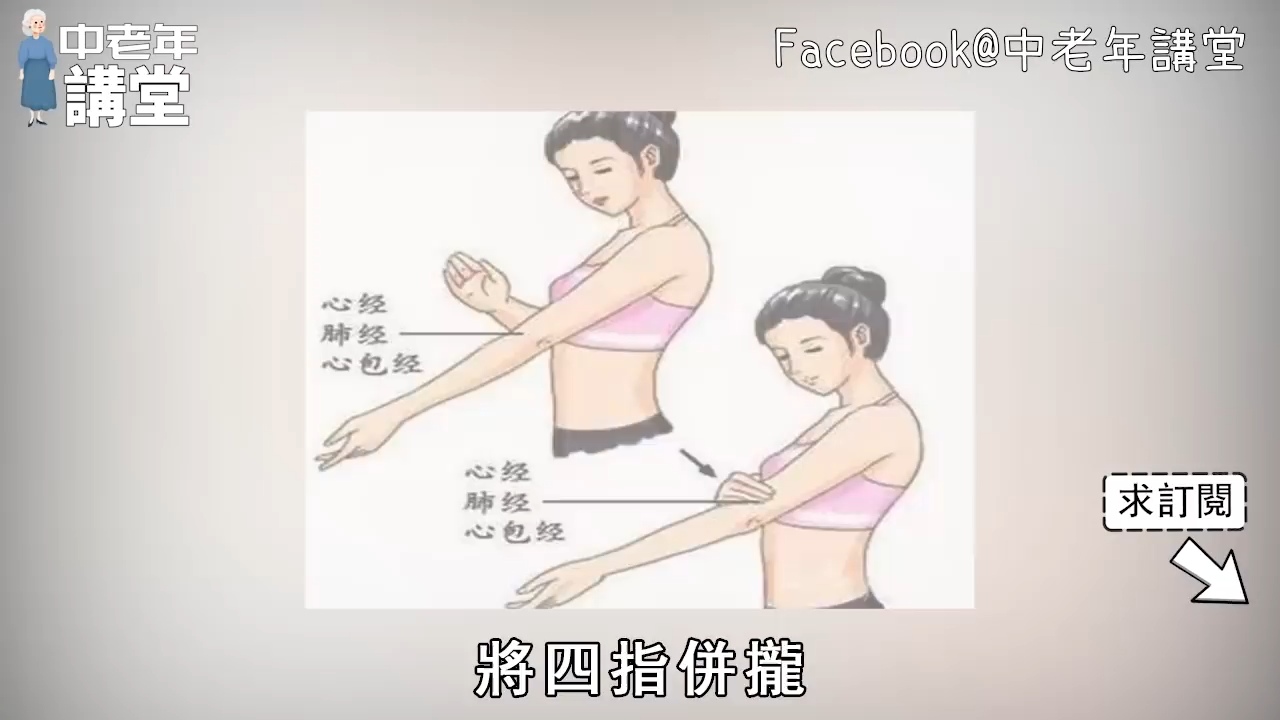 中老年
講堂
Facebook@中老年講堂
心经
肺经
心包经
心经
肺经
心包经
求訂閱
將四指併攏